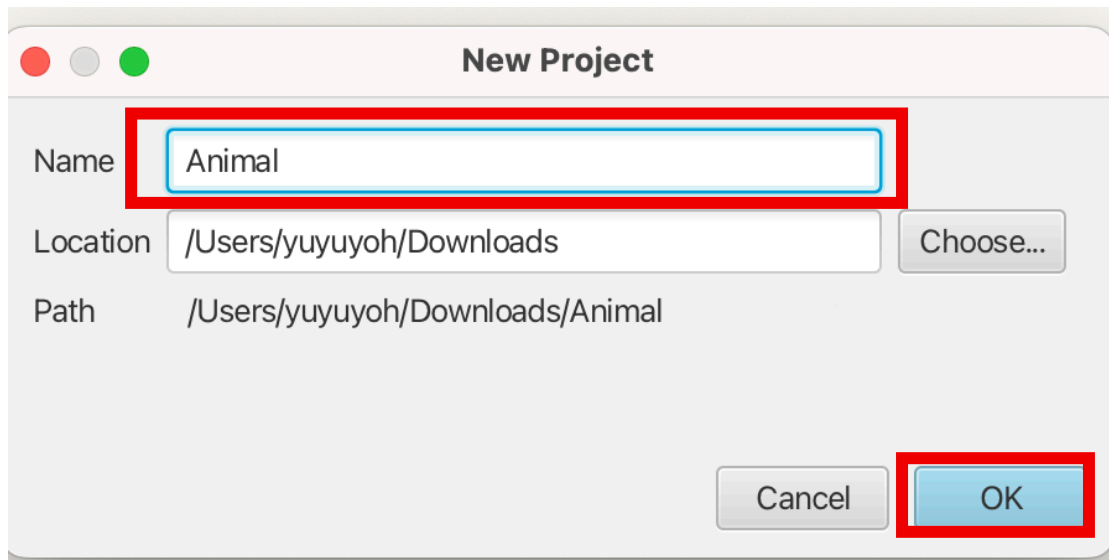 New Project
Name Animal
Location /Users/yuyuyoh/Downloads Choose...
Path /Users/yuyuyoh/Downloads/Animal
Cancel OK